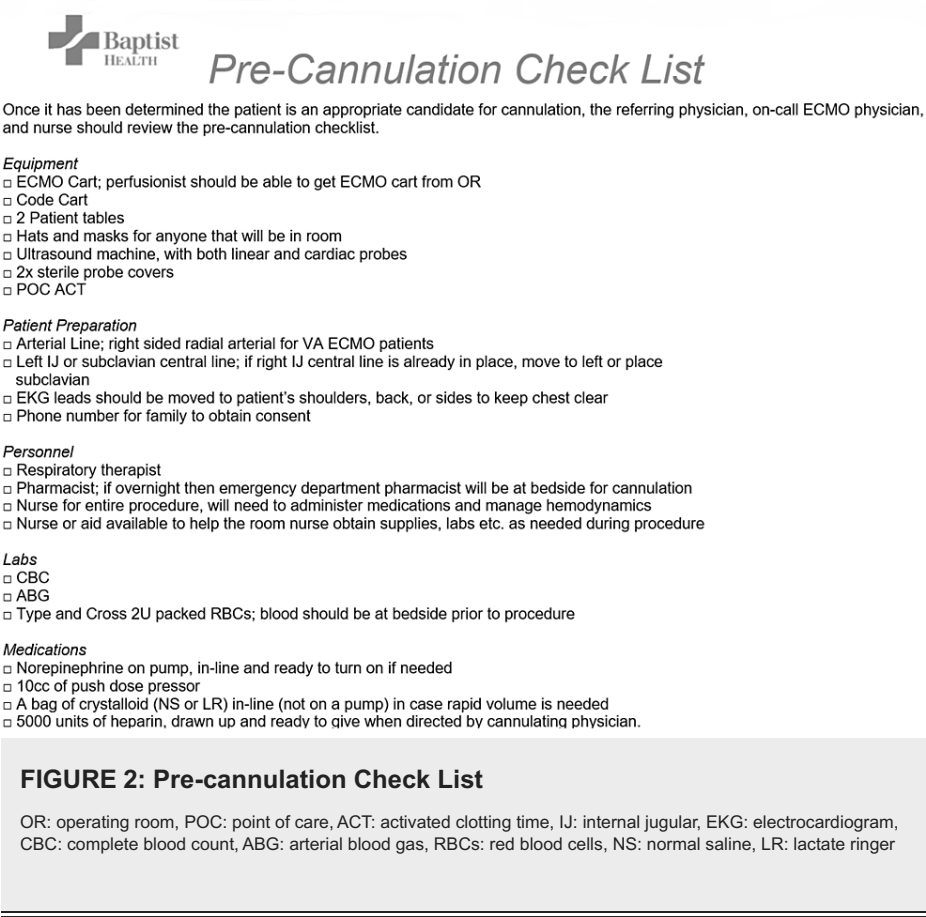 Baptist
HEALTH
Pre-Cannulation Check List
Once it has been determined the patient is an appropriate candidate for cannulation, the referring physician, on-call ECMO physician,
and nurse should review the pre-cannulation checklist.
Equipment
□ ECMO Cart; perfusionist should be able to get ECMO cart from OR
□ Code Cart
□ 2 Patient tables
□ Hats and masks for anyone that will be in room
□ Ultrasound machine, with both linear and cardiac probes
□ 2x sterile probe covers
□ POC ACT
Patient Preparation
□ Arterial Line; right sided radial arterial for VA ECMO patients
□ Left IJ or subclavian central line; if right IJ central line is already in place, move to left or place
subclavian
□ EKG leads should be moved to patient's shoulders, back, or sides to keep chest clear
□ Phone number for family to obtain consent
Personnel
□ Respiratory therapist
□ Pharmacist; if overnight then emergency department pharmacist will be at bedside for cannulation
□ Nurse for entire procedure, will need to administer medications and manage hemodynamics
□ Nurse or aid available to help the room nurse obtain supplies, labs etc. as needed during procedure
Labs
□ CBC
□ ABG
□ Type and Cross 2U packed RBCs; blood should be at bedside prior to procedure
Medications
□ Norepinephrine on pump, in-line and ready to turn on if needed
□ 10cc of push dose pressor
□ A bag of crystalloid (NS or LR) in-line (not on a pump) in case rapid volume is needed
□ 5000 units of heparin, drawn up and ready to give when directed by cannulating physician.
FIGURE 2: Pre-cannulation Check List
OR: operating room, POC: point of care, ACT: activated clotting time, IJ: internal jugular, EKG: electrocardiogram,
CBC: complete blood count, ABG: arterial blood gas, RBCs: red blood cells, NS: normal saline, LR: lactate ringer